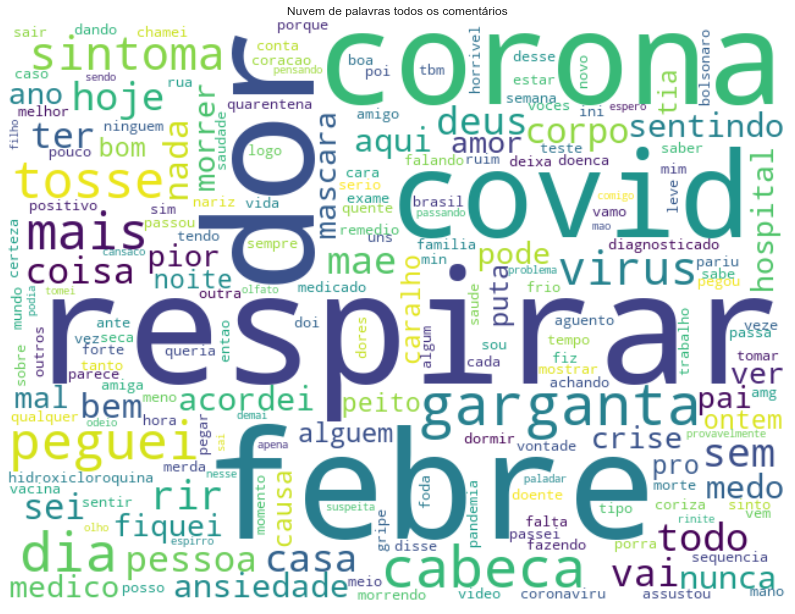 Nuvem de palavras todos os comentários
sair dando chamei porque
sintoma
corona
conta boa tbm desse novo
caso coracao poi horrivel estar bolsonaro
sendo pensando
ano hoje
dor
tia
melhor rua quarentena semana espero
filho
ter ninguem morrer saudade amigo deus voces ini
pouco bom nada logo mascara aqui amor corpo sentindo
tosse
cara ruim falando deixa doenca teste saber mim
nariz serio exame leve
positivo sim vida quente brasil covid vamo comigo hospital
mais passou remedio passando mao
certeza cansaco tendo sempre uns familia diagnosticado
coisa pior mae min pode virus pariu
mundo noite olfato medicado saude problema sabe
tomei outra frio pegou
respirar
podia ante entao doi dores caralho puta
outros vez seca sou aguento veze
sobre forte queria algum cada tempo passa
tanto parece fiz mostrar trabalho tomar ver
mal amiga meno achando
bem acordei peito garganta pai amg
qualquer odeio hora demai
peguei
pegar alguem dormir vontade crise pro ontem
merda sai apena provavelmente
febre
sem
hidroxicloroquina nesse paladar doente morte medo
vacina sentir momento foda tipo coriza sinto vem
sei rir causa suspeita pandemia rinite
olho fiquei gripe falta porra todo
espirro passei
dia pessoa casa disse fazendo sequencia
cabeca vai nunca
medico posso ansiedade meio morrendo video coronaviru assustou mano